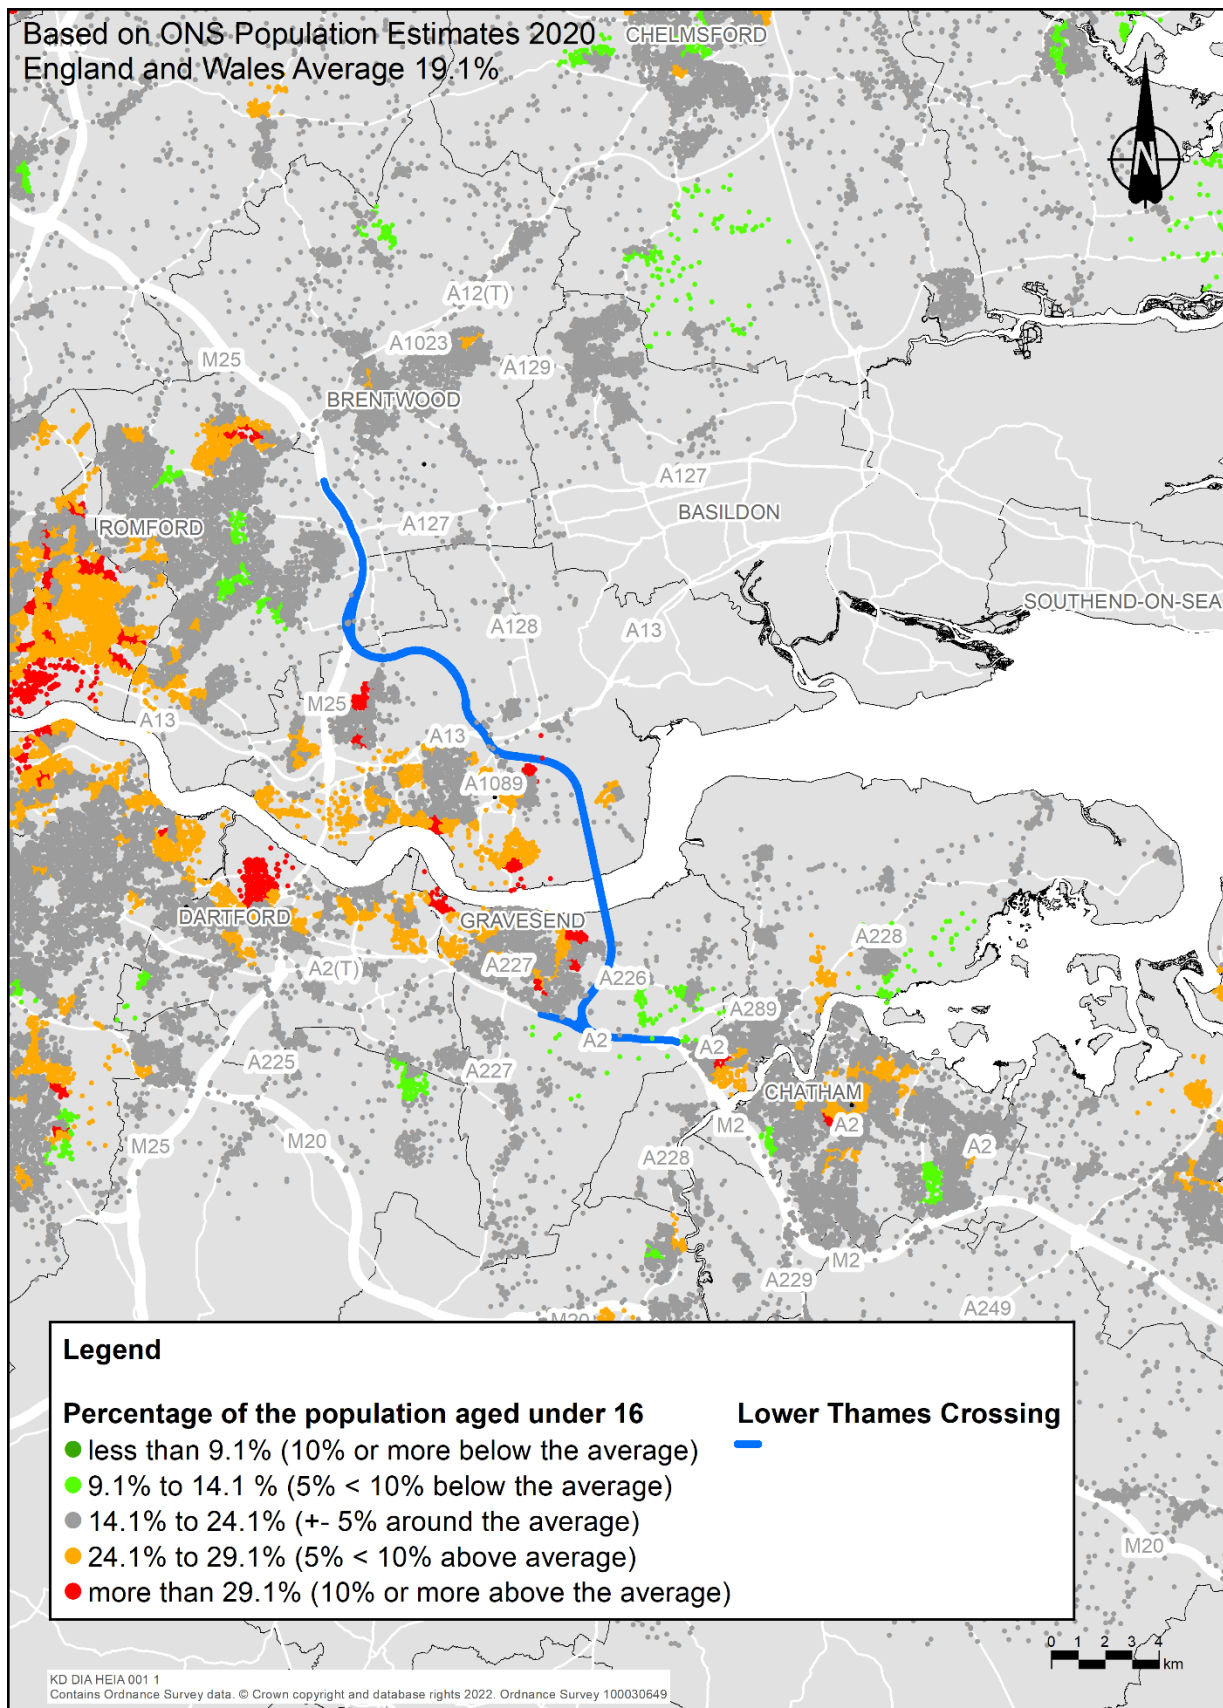 Based on ONS Population Estimates 2020
England and Wales Average 19.1%
CHELMSFORD
N
A12(T)
M25
A1023
A129
BRENTWOOD
A127
BASILDON
ROMFORD
A127
SOUTHEND-ON-SEA
A128
A13
M25
A13
A13
A1089
DARTFORD
GRAVESEND
A228
A2(T)
A227
A226
A289
A2
A2
A225
A227
CHATHAM
M25
M20
M2
A2
A2
A228
M2
A229
A249
M20
Legend
Percentage of the population aged under 16
less than 9.1% (10% or more below the average)
9.1% to 14.1 % (5% < 10% below the average)
14.1% to 24.1% (+- 5% around the average)
24.1% to 29.1% (5% < 10% above average)
more than 29.1% (10% or more above the average)
Lower Thames Crossing
M20
0 1 2 3 4
km
KD DIA HEIA 001 1
Contains Ordnance Survey data. © Crown copyright and database rights 2022. Ordnance Survey 100030649